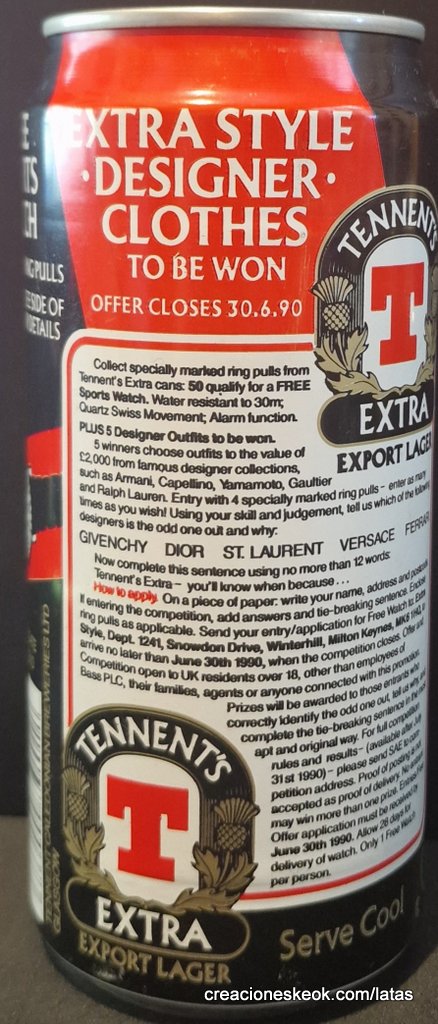 EXTRA STYLE
·DESIGNER·
CLOTHES
TO BE WON
OFFER CLOSES 30.6.90
TENNENT'S
T
EXTRA
EXPORT LAGER
CH
RING PULLS
SIDE OF
DETAILS
Collect specially marked ring pulls from
Tennent's Extra cans: 50 qualify for a FREE
Sports Watch. Water resistant to 30m;
Quartz Swiss Movement; Alarm function.
PLUS 5 Designer Outfits to be won.
5 winners choose outfits to the value of
£2,000 from famous designer collections,
such as Armani, Capellino, Yamamoto, Gaultier
and Ralph Lauren. Entry with 4 specially marked ring pulls – enter as many
times as you wish! Using your skill and judgement, tell us which of the following
designers is the odd one out and why:
GIVENCHY DIOR ST. LAURENT VERSACE FERRARI
Now complete this sentence using no more than 12 words:
Tennent's Extra – you'll know when because . . .
How to apply. On a piece of paper: write your name, address and postcode.
If entering the competition, add answers and tie-breaking sentence. Enclose
ring pulls as applicable. Send your entry/application for Free Watch to Extra
Style, Dept. 1241, Snowdon Drive, Winterhill, Milton Keynes, MK6 to
arrive no later than June 30th 1990, when the competition closes. Offer and
Competition open to UK residents over 18, other than employees of
Bass PLC, their families, agents or anyone connected with this promotion.
Prizes will be awarded to those entrants who
correctly identify the odd one out, tell us why, and
complete the tie-breaking sentence in the most
apt and original way. For full competition
rules and results – (available after July
31st 1990) – please send SAE to com-
petition address. Proof of posting not
accepted as proof of delivery. No entrant
may win more than one prize.
Offer application must be received by
June 30th 1990. Allow 28 days for
delivery of watch. Only 1 Free Watch
per person.
TENNENT CALEDONIAN BREWERIES LTD
GLASGOW
TENNENT'S
T
EXTRA
EXPORT LAGER
Serve Cool
creacioneskeok.com/latas